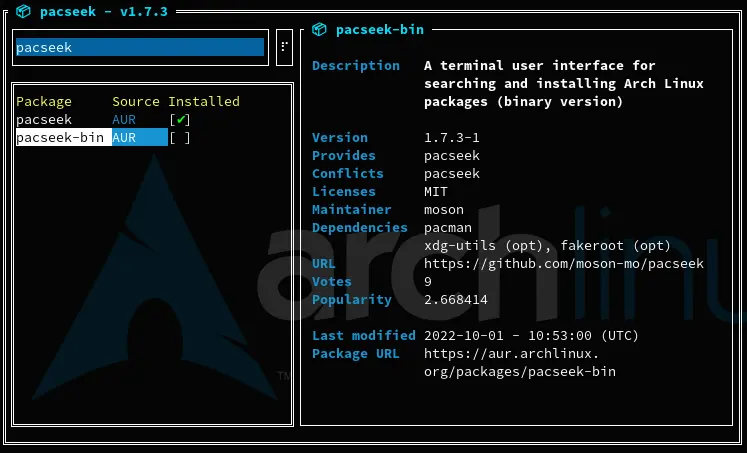 pacseek - v1.7.3
pacseek
Package Source Installed
pacseek AUR [✔]
pacseek-bin AUR [ ]
pacseek-bin
Description A terminal user interface for
searching and installing Arch Linux
packages (binary version)
Version 1.7.3-1
Provides pacseek
Conflicts pacseek
Licenses MIT
Maintainer moson
Dependencies pacman
xdg-utils (opt), fakeroot (opt)
URL https://github.com/moson-mo/pacseek
Votes 9
Popularity 2.668414
Last modified 2022-10-01 - 10:53:00 (UTC)
Package URL https://aur.archlinux.
org/packages/pacseek-bin
archlinu
TM